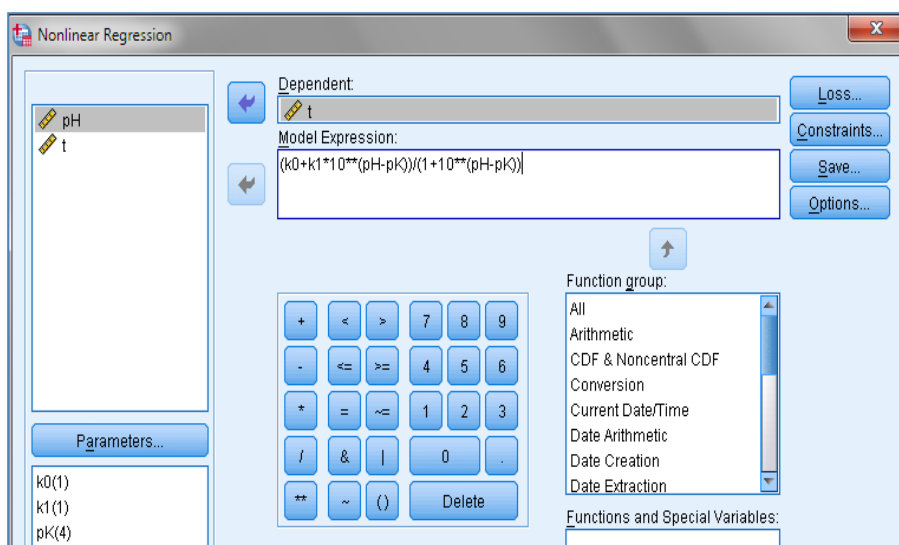 Nonlinear Regression
X
pH
t
Parameters...
k0(1)
k1(1)
pK(4)
Dependent:
t
Model Expression:
(k0+k1*10**(pH-pK))/(1+10**(pH-pK))
Loss...
Constraints...
Save...
Options...
+ < > 7 8 9
- <= >= 4 5 6
* = ~= 1 2 3
/ & | 0 .
** ~ () Delete
Function group:
All
Arithmetic
CDF & Noncentral CDF
Conversion
Current Date/Time
Date Arithmetic
Date Creation
Date Extraction
Functions and Special Variables: